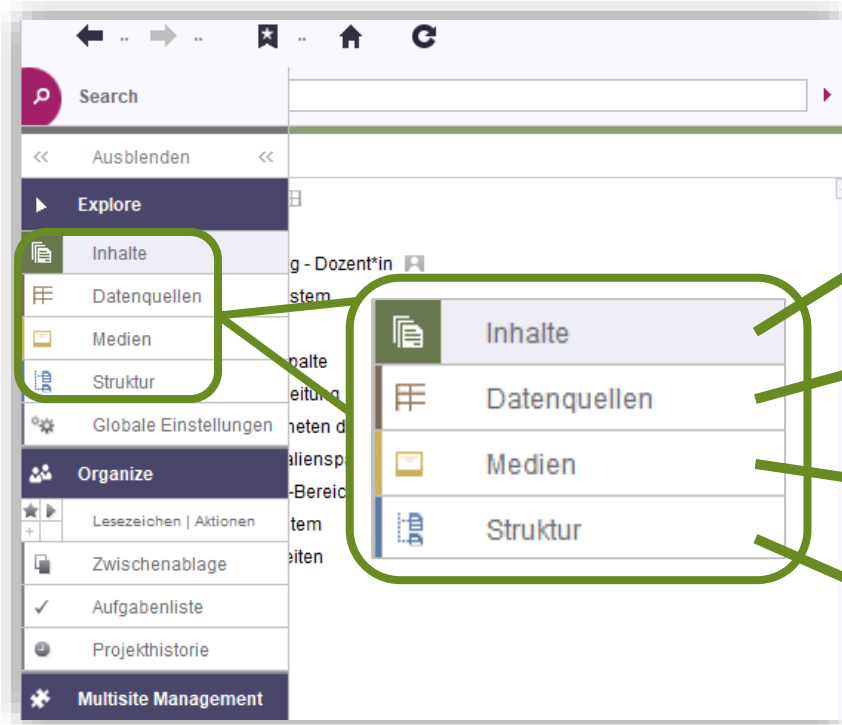 Search
Ausblenden
Explore
Inhalte
g - Dozent*in
Datenquellen
stem
Medien
palte
Struktur
eitung
Globale Einstellungen
neten d
Organize
aliensp
-Bereic
Lesezeichen | Aktionen
tem
Zwischenablage
eiten
Aufgabenliste
Projekthistorie
Multisite Management
Inhalte
Datenquellen
Medien
Struktur